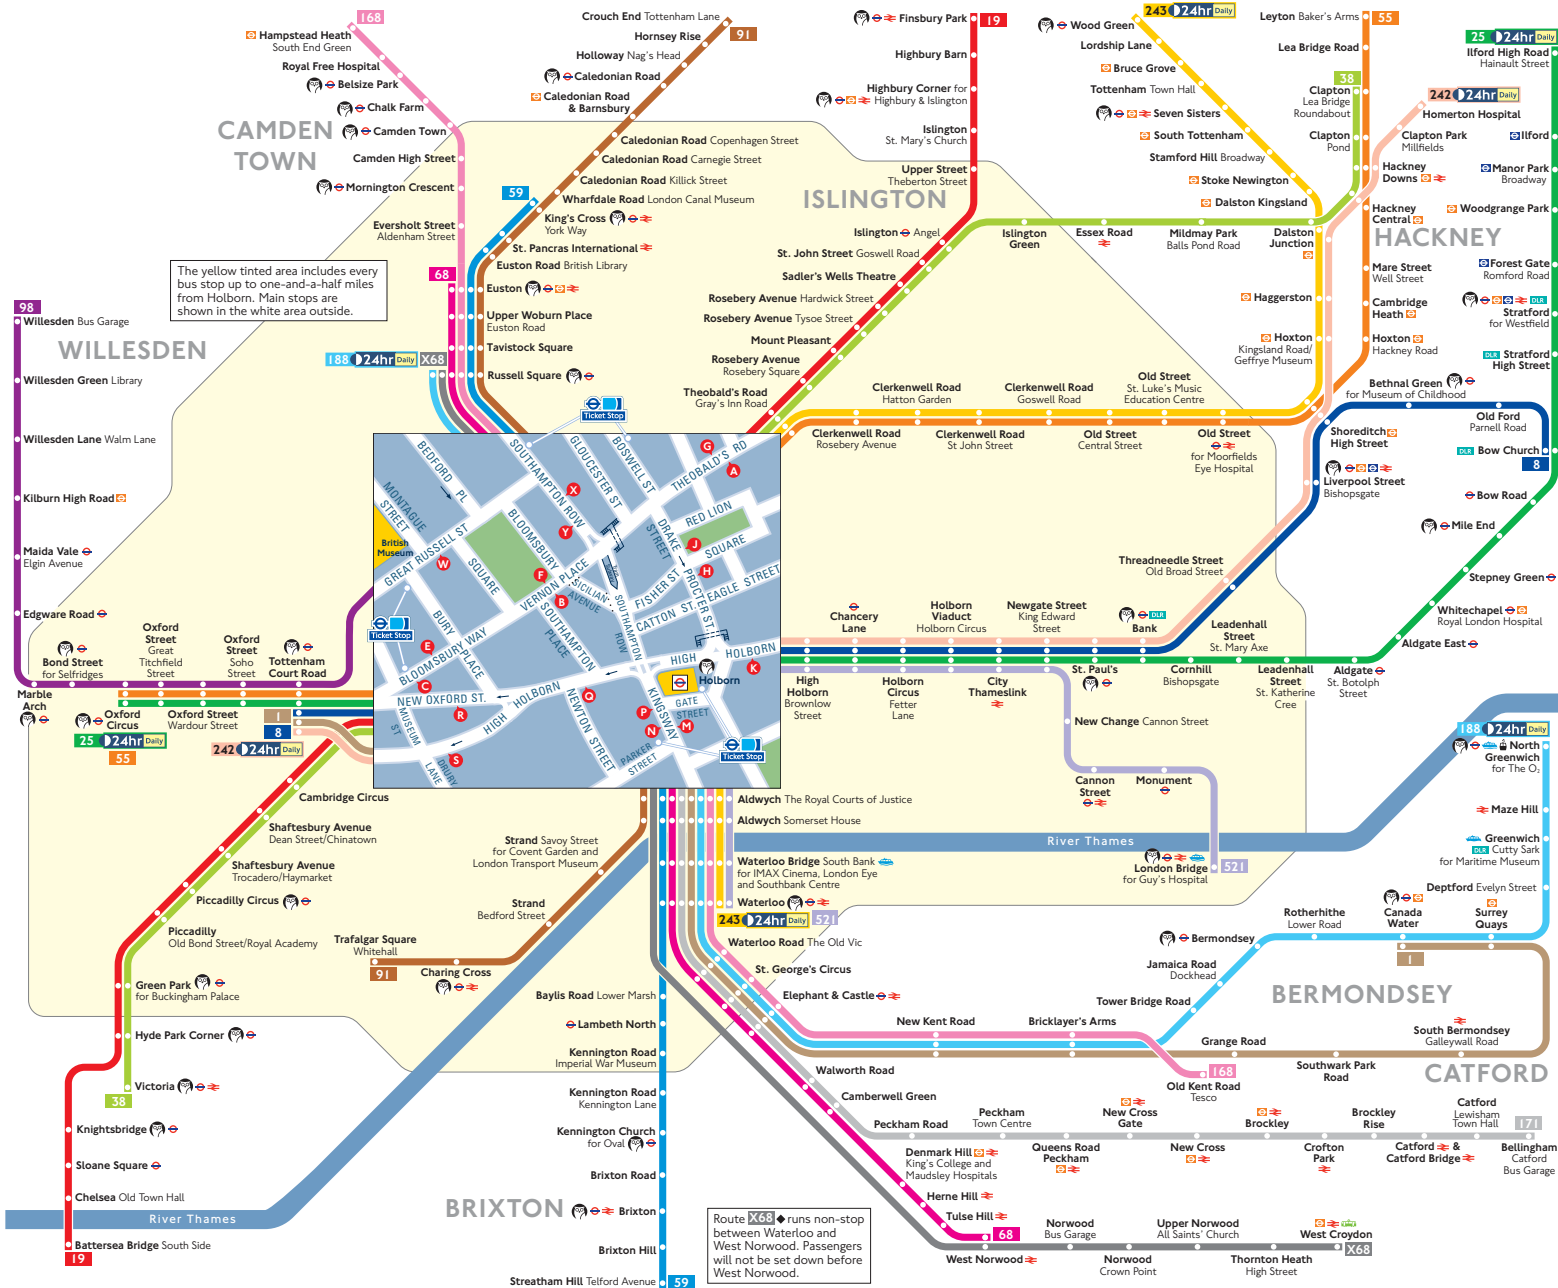 168
Hampstead Heath
South End Green
Royal Free Hospital
Belsize Park
Chalk Farm
Camden Town
CAMDEN
TOWN
Camden High Street
Mornington Crescent
Eversholt Street
Aldenham Street
Crouch End Tottenham Lane
91
Hornsey Rise
Holloway Nag's Head
Caledonian Road
Caledonian Road
& Barnsbury
Caledonian Road Copenhagen Street
Caledonian Road Carnegie Street
Caledonian Road Killick Street
Wharfdale Road London Canal Museum
59
King's Cross
York Way
St. Pancras International
Euston Road British Library
68
Euston
Upper Woburn Place
Euston Road
Tavistock Square
188 24hr Daily X68
Russell Square
Finsbury Park 19
Highbury Barn
Highbury Corner for
Highbury & Islington
Islington
St. Mary's Church
Upper Street
Theberton Street
ISLINGTON
Islington Angel
St. John Street Goswell Road
Sadler's Wells Theatre
Rosebery Avenue Hardwick Street
Rosebery Avenue Tysoe Street
Mount Pleasant
Rosebery Avenue
Rosebery Square
Theobald's Road
Gray's Inn Road
243 24hr Daily
Wood Green
Lordship Lane
Bruce Grove
Tottenham Town Hall
Seven Sisters
South Tottenham
Stamford Hill Broadway
Stoke Newington
Dalston Kingsland
Islington
Green
Essex Road
Mildmay Park
Balls Pond Road
Dalston
Junction
Haggerston
Hoxton
Kingsland Road/
Geffrye Museum
Leyton Baker's Arms 55
Lea Bridge Road
38
Clapton
Lea Bridge
Roundabout
Clapton
Pond
242 24hr Daily
Homerton Hospital
Clapton Park
Millfields
Hackney
Downs
Hackney
Central
HACKNEY
Mare Street
Well Street
Cambridge
Heath
Hoxton
Hackney Road
25 24hr Daily
Ilford High Road
Hainault Street
Ilford
Manor Park
Broadway
Woodgrange Park
Forest Gate
Romford Road
DLR
Stratford
for Westfield
DLR Stratford
High Street
Bethnal Green
for Museum of Childhood
Old Ford
Parnell Road
DLR Bow Church
8
Bow Road
Mile End
Stepney Green
Whitechapel
Royal London Hospital
Aldgate East
The yellow tinted area includes every
bus stop up to one-and-a-half miles
from Holborn. Main stops are
shown in the white area outside.
98
Willesden Bus Garage
WILLESDEN
Willesden Green Library
Willesden Lane Walm Lane
Kilburn High Road
Maida Vale
Elgin Avenue
Edgware Road
Clerkenwell Road
Hatton Garden
Clerkenwell Road
Goswell Road
Old Street
St. Luke's Music
Education Centre
Clerkenwell Road
Rosebery Avenue
Clerkenwell Road
St John Street
Old Street
Central Street
Old Street
for Moorfields
Eye Hospital
Shoreditch
High Street
Liverpool Street
Bishopsgate
Threadneedle Street
Old Broad Street
Bond Street
for Selfridges
Oxford
Street
Great
Titchfield
Street
Oxford
Street
Soho
Street
Tottenham
Court Road
Marble
Arch
Oxford
Circus
25 24hr Daily
55
Oxford Street
Wardour Street
1
8
242 24hr Daily
Ticket Stop
BEDFORD PL
SOUTHAMPTON ROW
GLOUCESTER ST
BOSWELL ST
THEOBALD'S RD
G
A
X
Y
MONTAGUE
STREET
British
Museum
GREAT RUSSELL ST
W
BLOOMSBURY
SQUARE
DRAKE
STREET
RED LION
SQUARE
J
H
F
B
VERNON PLACE
SICILIAN
AVENUE
FISHER ST
PROCTER ST
EAGLE STREET
CATTON ST
SOUTHAMPTON
ROW
SOUTHAMPTON
PLACE
Ticket Stop
BURY
PLACE
E
C
BLOOMSBURY WAY
HIGH HOLBORN
K
Holborn
NEW OXFORD ST.
R
HIGH HOLBORN
Q
NEWTON STREET
KINGSWAY
GATE
STREET
P
N
M
MUSEUM
ST
S
DRURY
LANE
PARKER
STREET
Ticket Stop
Chancery
Lane
Holborn
Viaduct
Holborn Circus
Newgate Street
King Edward
Street
DLR
Bank
Leadenhall
Street
St. Mary Axe
High
Holborn
Brownlow
Street
Holborn
Circus
Fetter
Lane
City
Thameslink
St. Paul's
Cornhill
Bishopsgate
Leadenhall
Street
St. Katherine
Cree
Aldgate
St. Botolph
Street
New Change Cannon Street
Cannon
Street
Monument
River Thames
London Bridge
for Guy's Hospital
521
Cambridge Circus
Shaftesbury Avenue
Dean Street/Chinatown
Shaftesbury Avenue
Trocadero/Haymarket
Piccadilly Circus
Piccadilly
Old Bond Street/Royal Academy
Green Park
for Buckingham Palace
Hyde Park Corner
Victoria
38
Knightsbridge
Sloane Square
Chelsea Old Town Hall
River Thames
Battersea Bridge South Side
19
Strand Savoy Street
for Covent Garden and
London Transport Museum
Strand
Bedford Street
Trafalgar Square
Whitehall
91
Charing Cross
Aldwych The Royal Courts of Justice
Aldwych Somerset House
Waterloo Bridge South Bank
for IMAX Cinema, London Eye
and Southbank Centre
Waterloo
243 24hr Daily 521
Waterloo Road The Old Vic
St. George's Circus
Elephant & Castle
Baylis Road Lower Marsh
Lambeth North
Kennington Road
Imperial War Museum
Kennington Road
Kennington Lane
Kennington Church
for Oval
Brixton Road
BRIXTON
Brixton
Brixton Hill
Streatham Hill Telford Avenue 59
188 24hr Daily
North
Greenwich
for The O2
Maze Hill
Greenwich
DLR Cutty Sark
for Maritime Museum
Deptford Evelyn Street
Surrey
Quays
Canada
Water
1
Rotherhithe
Lower Road
Bermondsey
Jamaica Road
Dockhead
Tower Bridge Road
BERMONDSEY
New Kent Road
Bricklayer's Arms
Grange Road
Southwark Park
Road
South Bermondsey
Galleywall Road
168
Old Kent Road
Tesco
CATFORD
Walworth Road
Camberwell Green
Peckham Road
Peckham
Town Centre
New Cross
Gate
Brockley
Brockley
Rise
Catford
Lewisham
Town Hall
171
Denmark Hill
King's College and
Maudsley Hospitals
Queens Road
Peckham
New Cross
Crofton
Park
Catford &
Catford Bridge
Bellingham
Catford
Bus Garage
Herne Hill
Tulse Hill
68
West Norwood
Norwood
Bus Garage
Norwood
Crown Point
Upper Norwood
All Saints' Church
Thornton Heath
High Street
West Croydon
X68
Route X68 ◆ runs non-stop
between Waterloo and
West Norwood. Passengers
will not be set down before
West Norwood.